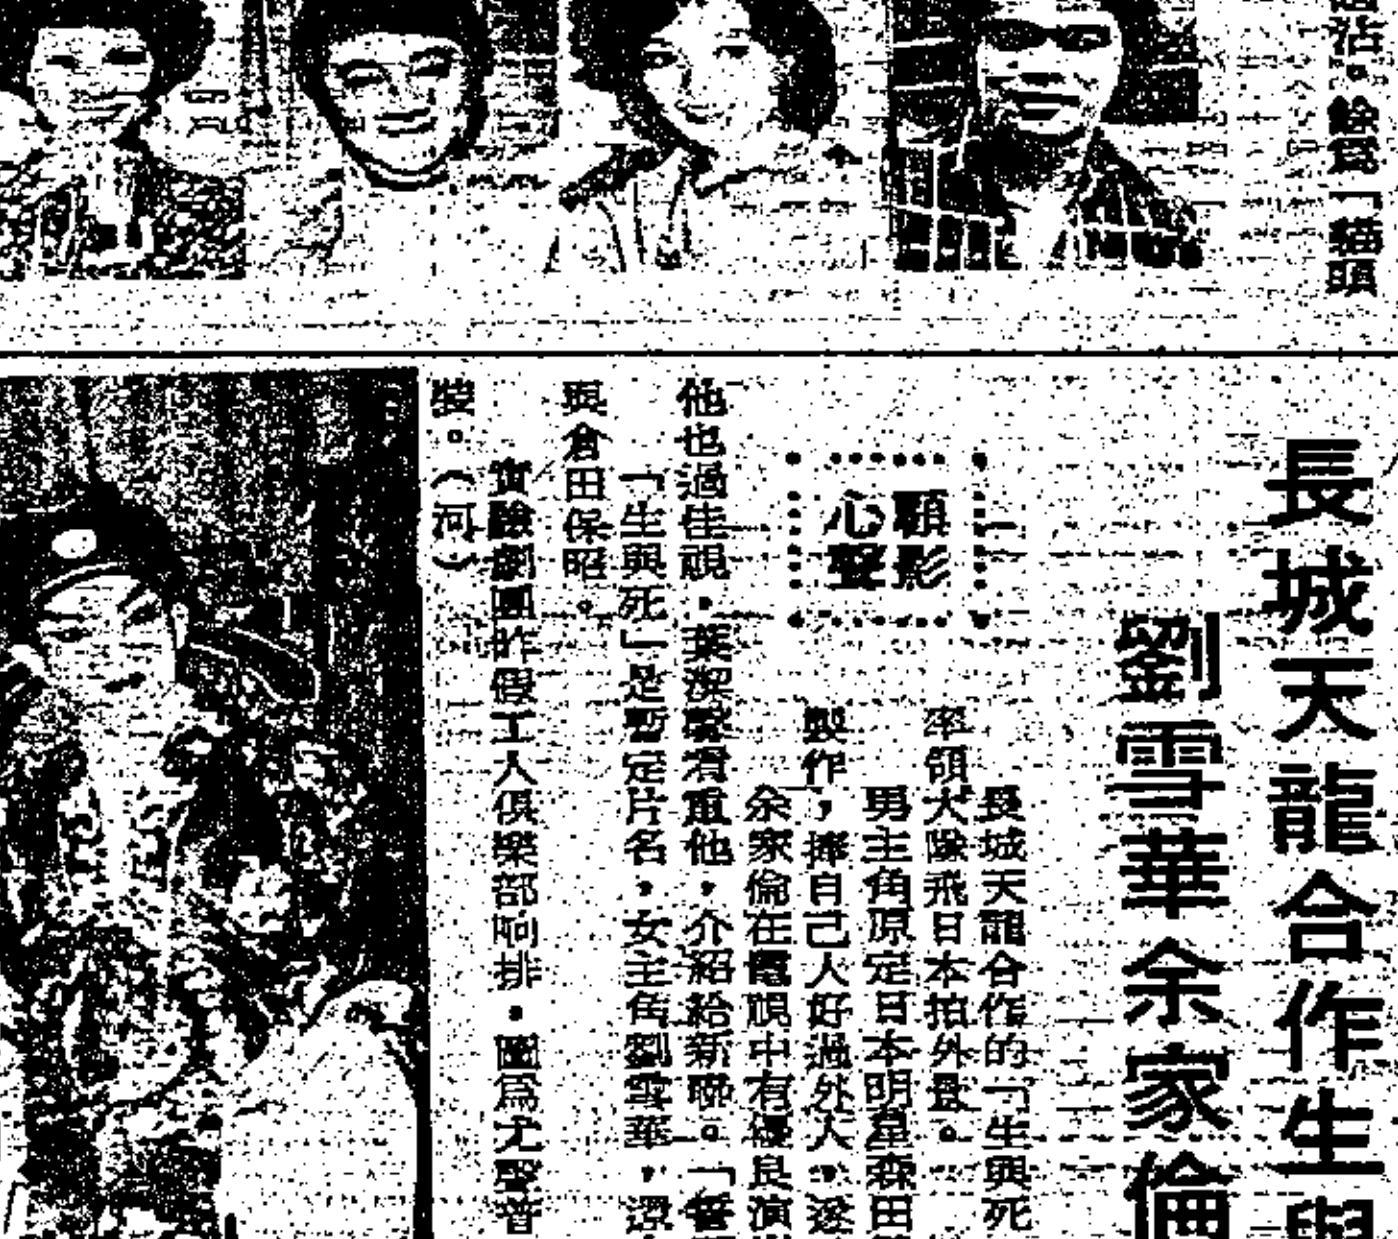 長城天龍合作生與
劉雪華余家倫
顧影
心聲
長城天龍合作的「生與死
率領大隊飛日本拍外景。
男主角原定日本明星森田
製作，捧自己人好過外人，遂
余家倫在電視中有優良演
他也過佳視，葉潔馨看重他，介紹給新聯。「
「生與死」是暫定片名，女主角劉雪華，還
與倉田保昭。
實驗劇團昨假工人俱樂部响排，圖為尤聲普
裝。（河）